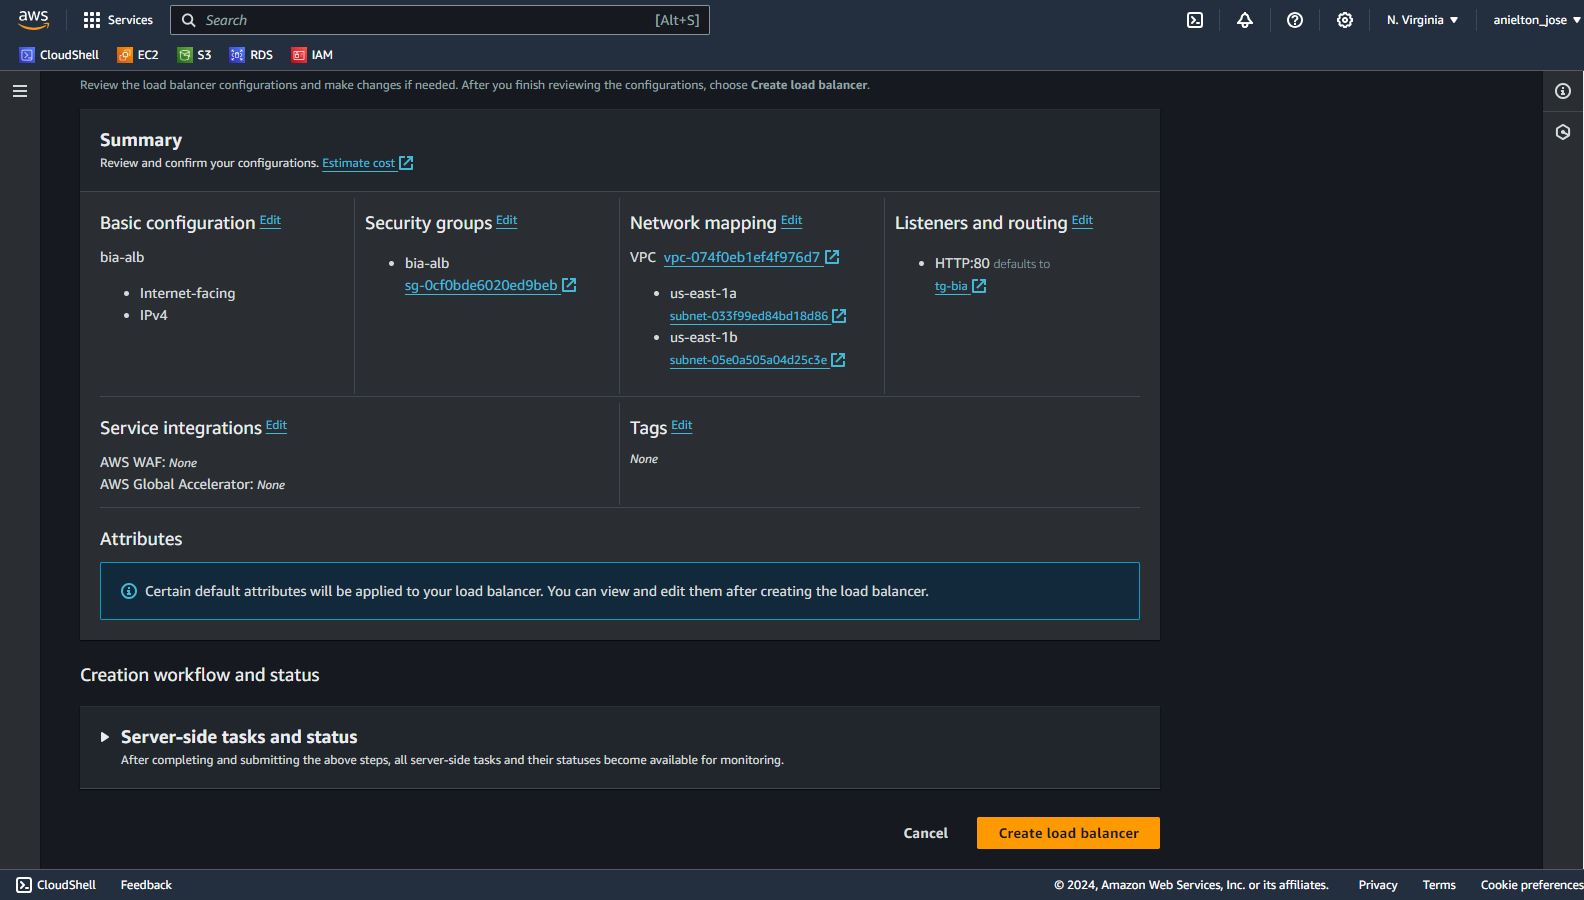 aws
Services
Search
[Alt+S]
N. Virginia
anielton_jose
CloudShell
EC2
S3
RDS
IAM
Review the load balancer configurations and make changes if needed. After you finish reviewing the configurations, choose Create load balancer.
Summary
Review and confirm your configurations. Estimate cost
Basic configuration Edit
bia-alb
Internet-facing
IPv4
Security groups Edit
bia-alb
sg-0cf0bde6020ed9beb
Network mapping Edit
VPC vpc-074f0eb1ef4f976d7
us-east-1a
subnet-033f99ed84bd18d86
us-east-1b
subnet-05e0a505a04d25c3e
Listeners and routing Edit
HTTP:80 defaults to
tg-bia
Service integrations Edit
AWS WAF: None
AWS Global Accelerator: None
Tags Edit
None
Attributes
Certain default attributes will be applied to your load balancer. You can view and edit them after creating the load balancer.
Creation workflow and status
Server-side tasks and status
After completing and submitting the above steps, all server-side tasks and their statuses become available for monitoring.
Cancel
Create load balancer
CloudShell
Feedback
© 2024, Amazon Web Services, Inc. or its affiliates.
Privacy
Terms
Cookie preferences